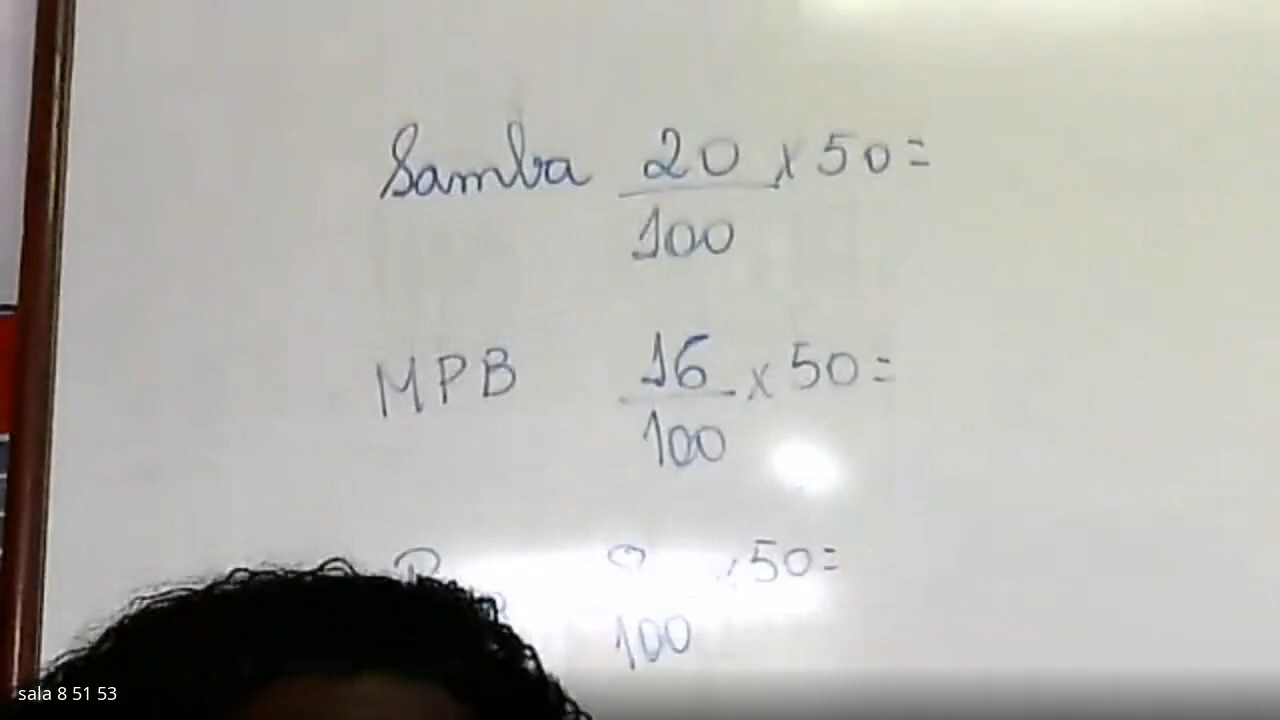 Samba 20 x 50 =
100
MPB 16 x 50 =
100
x 50 =
100
sala 8 51 53